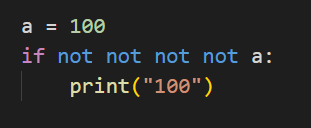 a = 100
if not not not not a:
    print("100")